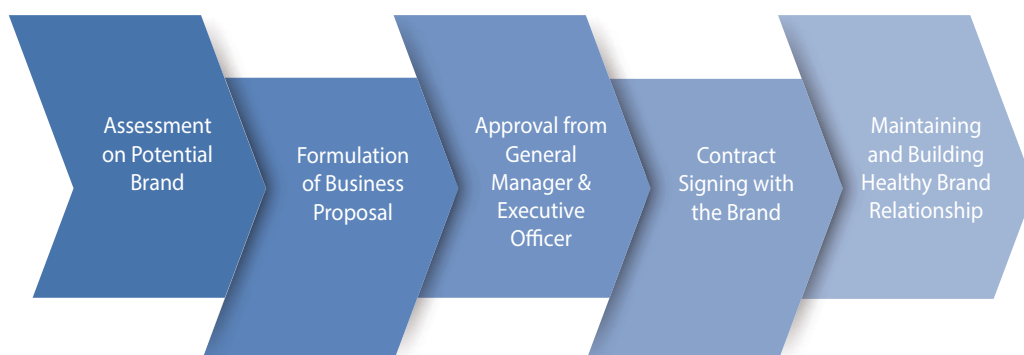 Assessment
on Potential
Brand
Formulation
of Business
Proposal
Approval from
General
Manager &
Executive
Officer
Contract
Signing with
the Brand
Maintaining
and Building
Healthy Brand
Relationship